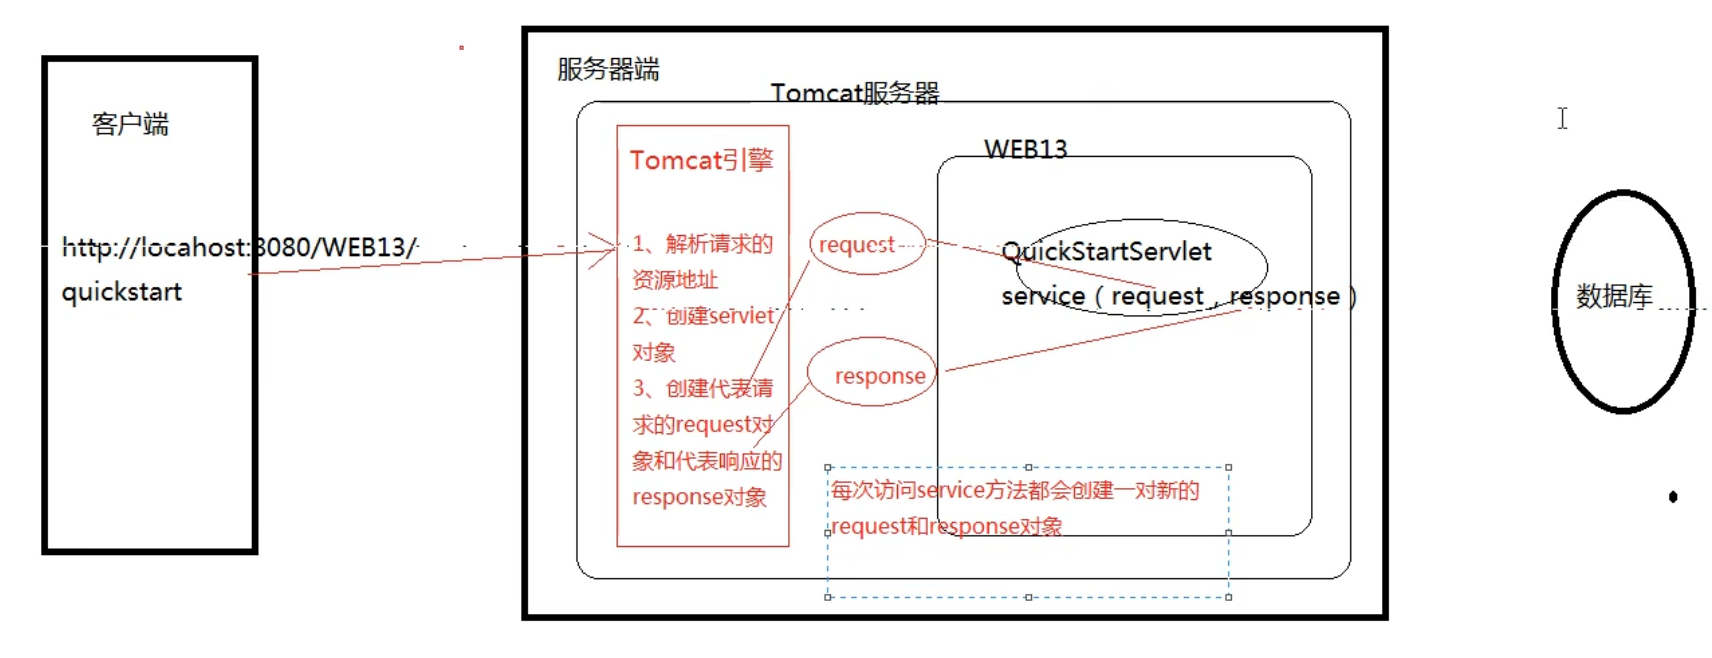 客户端
http://locahost:8080/WEB13/
quickstart
服务器端
Tomcat服务器
Tomcat引擎
1、解析请求的
资源地址
2、创建servlet
对象
3、创建代表请
求的request对
象和代表响应的
response对象
request
response
WEB13
QuickStartServlet
service（request，response）
每次访问service方法都会创建一对新的
request和response对象
数据库